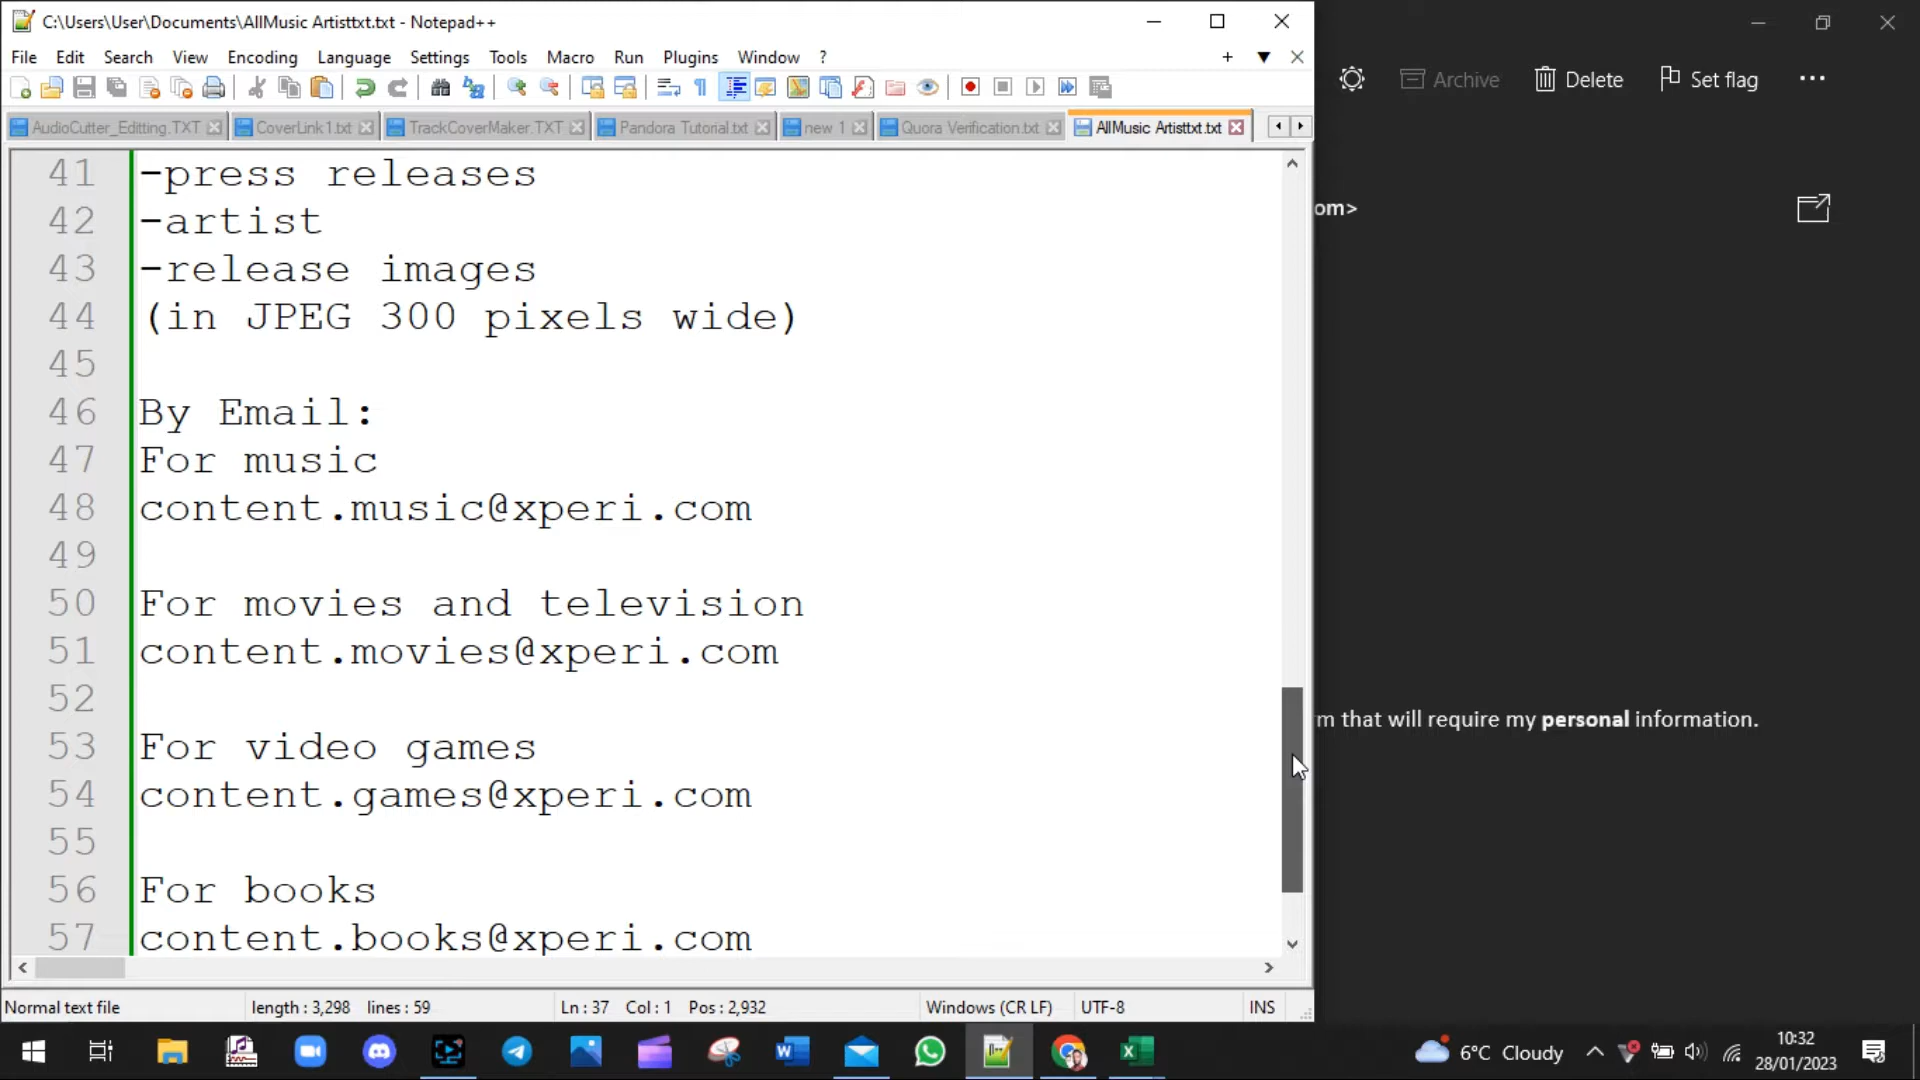 C:\Users\User\Documents\AllMusic Artisttxt.txt - Notepad++
File Edit Search View Encoding Language Settings Tools Macro Run Plugins Window ?
Archive Delete Set flag
AudioCutter_Editting.TXT CoverLink1.txt TrackCoverMaker.TXT Pandora Tutorial.txt new 1 Quora Verification.txt AllMusic Artisttxt.txt
41 -press releases
42 -artist
43 -release images
44 (in JPEG 300 pixels wide)
45
46 By Email:
47 For music
48 content.music@xperi.com
49
50 For movies and television
51 content.movies@xperi.com
52
53 For video games
54 content.games@xperi.com
55
56 For books
57 content.books@xperi.com
om>
m that will require my personal information.
Normal text file length : 3,298 lines : 59 Ln : 37 Col : 1 Pos : 2,932 Windows (CR LF) UTF-8 INS
6°C Cloudy
10:32
28/01/2023